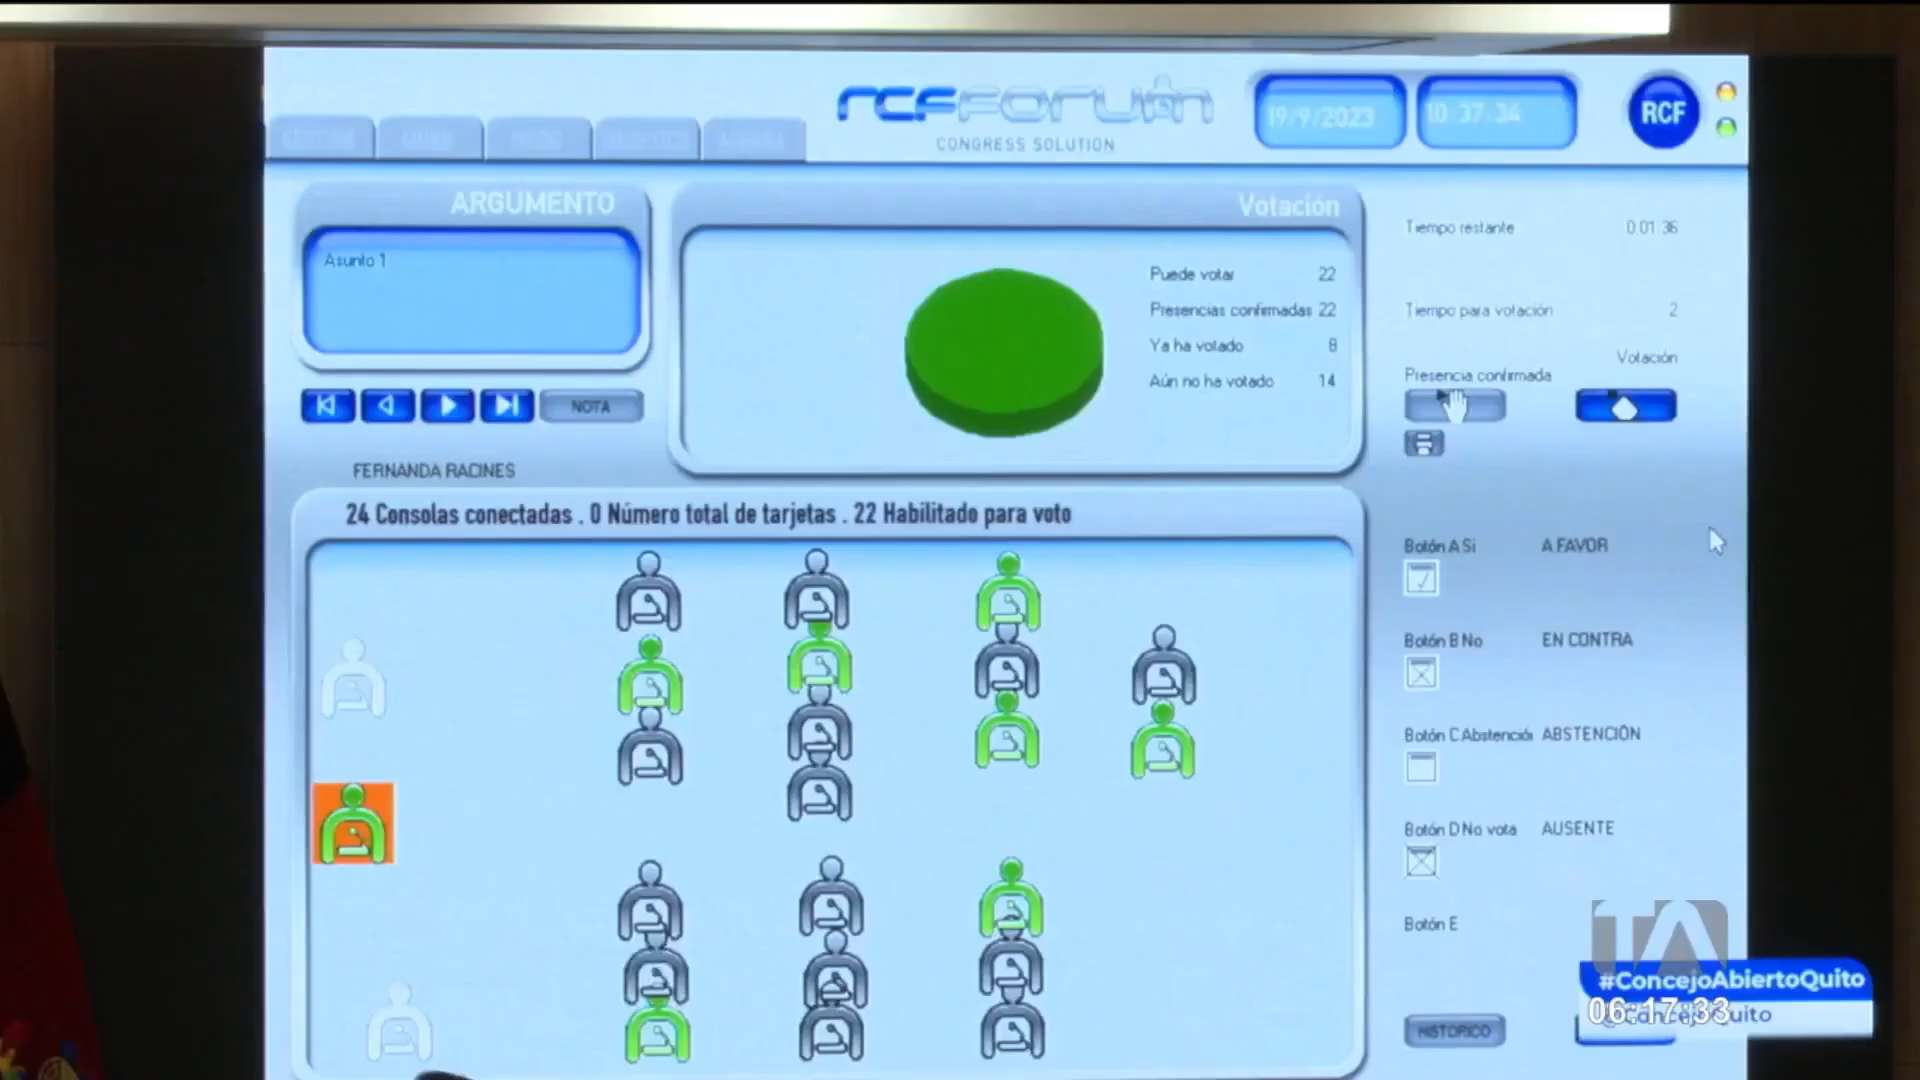 RCFFORUM
CONGRESS SOLUTION
19/9/2023
10:37:34
RCF
ARGUMENTO
Asunto 1
NOTA
FERNANDA RACINES
Votación
Puede votar 22
Presencias confirmadas 22
Ya ha votado 8
Aún no ha votado 14
Tiempo restante 0:01:36
Tiempo para votación 2
Votación
Presencia confirmada
24 Consolas conectadas . 0 Número total de tarjetas . 22 Habilitado para voto
Botón A Si A FAVOR
Botón B No EN CONTRA
Botón C Abstención ABSTENCIÓN
Botón D No vota AUSENTE
Botón E
HISTORICO
TA
#ConcejoAbiertoQuito
06:17:33